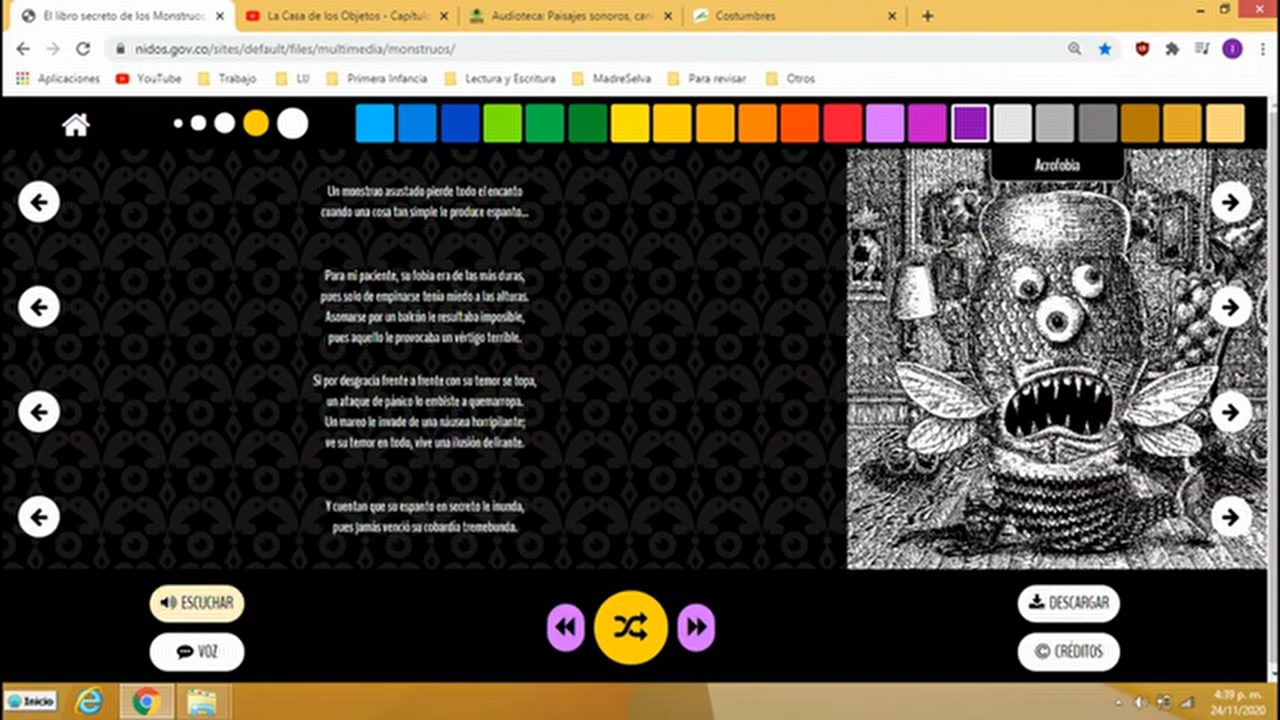 El libro secreto de los Monstruos
La Casa de los Objetos - Capítulo
Audioteca: Paisajes sonoros, can
Costumbres
nidos.gov.co/sites/default/files/multimedia/monstruos/
Aplicaciones
YouTube
Trabajo
LU
Primera Infancia
Lectura y Escritura
MadreSelva
Para revisar
Otros
Acrofobia
Un monstruo asustado pierde todo el encanto
cuando una cosa tan simple le produce espanto...
Para mi paciente, su fobia era de las más duras,
pues solo de empinarse tenía miedo a las alturas.
Asomarse por un balcón le resultaba imposible,
pues aquello le provocaba un vértigo terrible.
Si por desgracia frente a frente con su temor se topa,
un ataque de pánico lo embiste a quemarropa.
Un mareo le invade de una náusea horripilante;
ve su temor en todo, vive una ilusión delirante.
Y cuentan que su espanto en secreto le inunda,
pues jamás venció su cobardía tremebunda.
ESCUCHAR
VOZ
DESCARGAR
© CRÉDITOS
Inicio
4:39 p. m.
24/11/2020